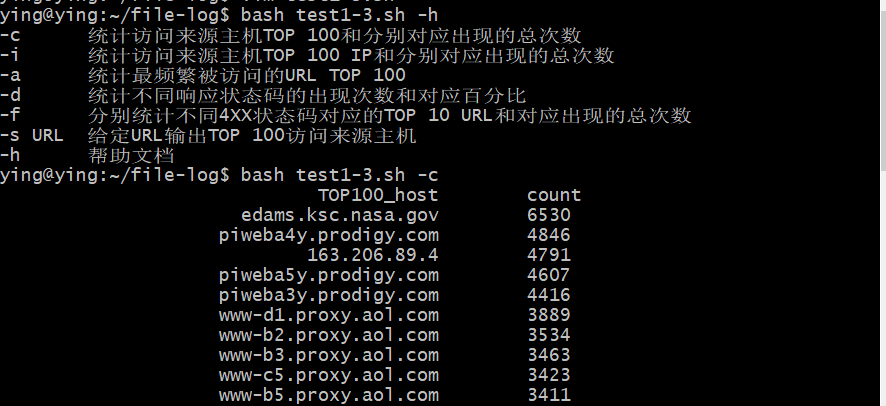 ying@ying:~/file-log$ bash test1-3.sh -h
-c 统计访问来源主机TOP 100和分别对应出现的总次数
-i 统计访问来源主机TOP 100 IP和分别对应出现的总次数
-a 统计最频繁被访问的URL TOP 100
-d 统计不同响应状态码的出现次数和对应百分比
-f 分别统计不同4XX状态码对应的TOP 10 URL和对应出现的总次数
-s URL 给定URL输出TOP 100访问来源主机
-h 帮助文档
ying@ying:~/file-log$ bash test1-3.sh -c
TOP100_host count
edams.ksc.nasa.gov 6530
piweba4y.prodigy.com 4846
163.206.89.4 4791
piweba5y.prodigy.com 4607
piweba3y.prodigy.com 4416
www-d1.proxy.aol.com 3889
www-b2.proxy.aol.com 3534
www-b3.proxy.aol.com 3463
www-c5.proxy.aol.com 3423
www-b5.proxy.aol.com 3411